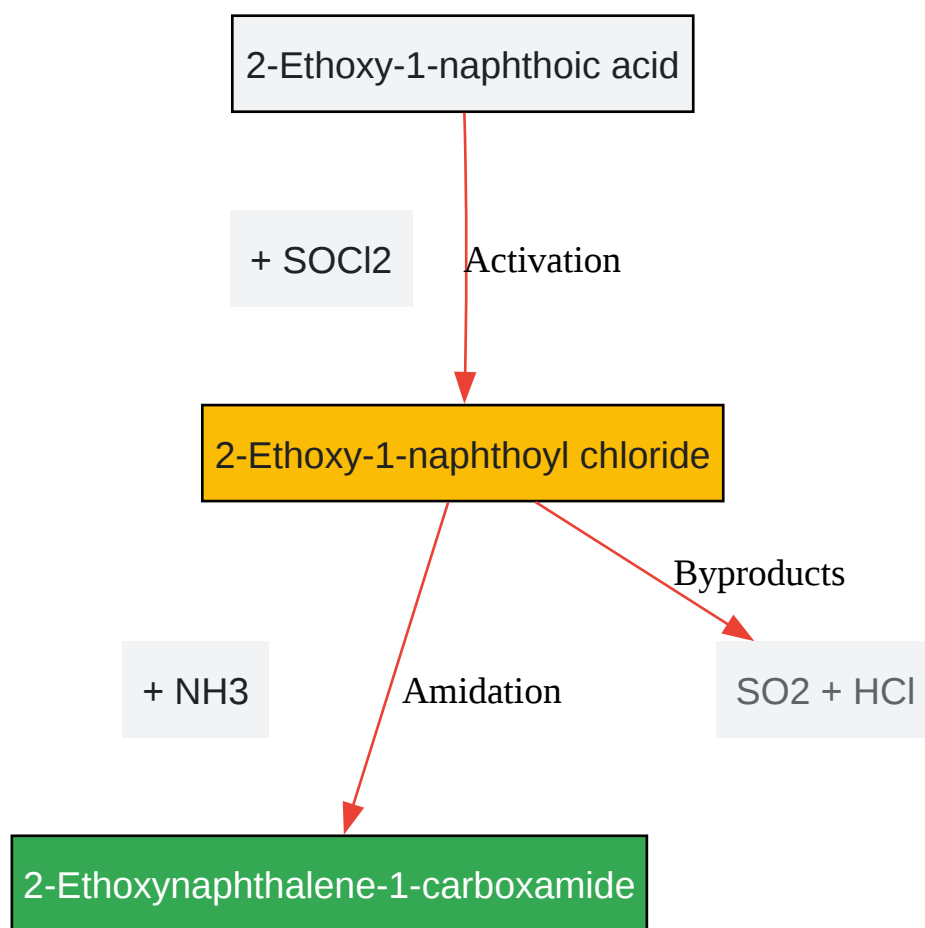 2-Ethoxy-1-naphthoic acid
+ SOCl2
Activation
2-Ethoxy-1-naphthoyl chloride
Byproducts
+ NH3
Amidation
SO2 + HCl
2-Ethoxynaphthalene-1-carboxamide